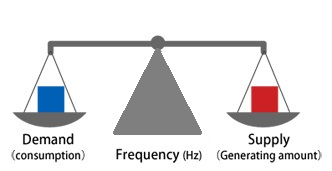 Demand
(consumption)
Frequency (Hz)
Supply
(Generating amount)